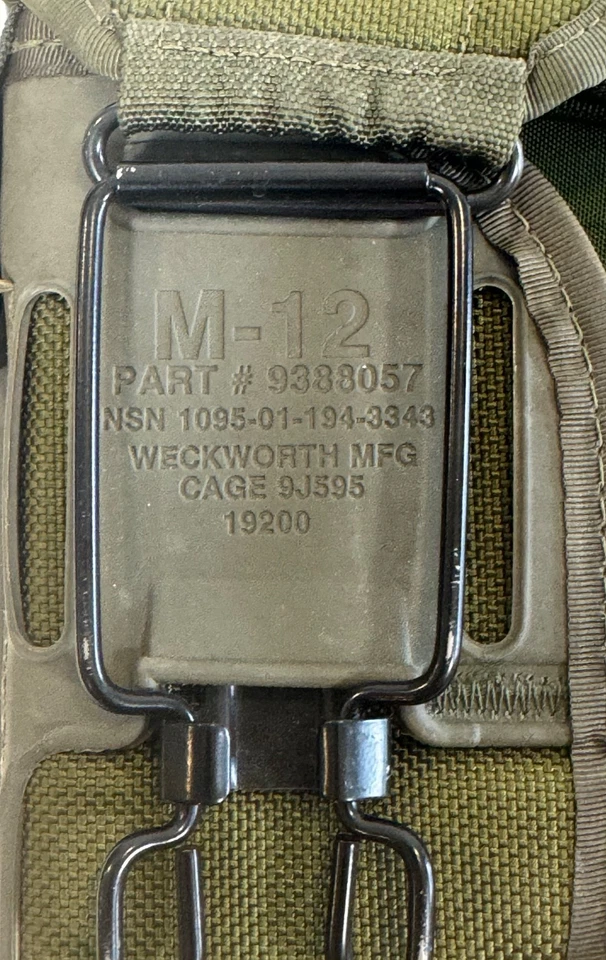 M-12
PART # 9388057
NSN 1095-01-194-3343
WECKWORTH MFG
CAGE 9J595
19200